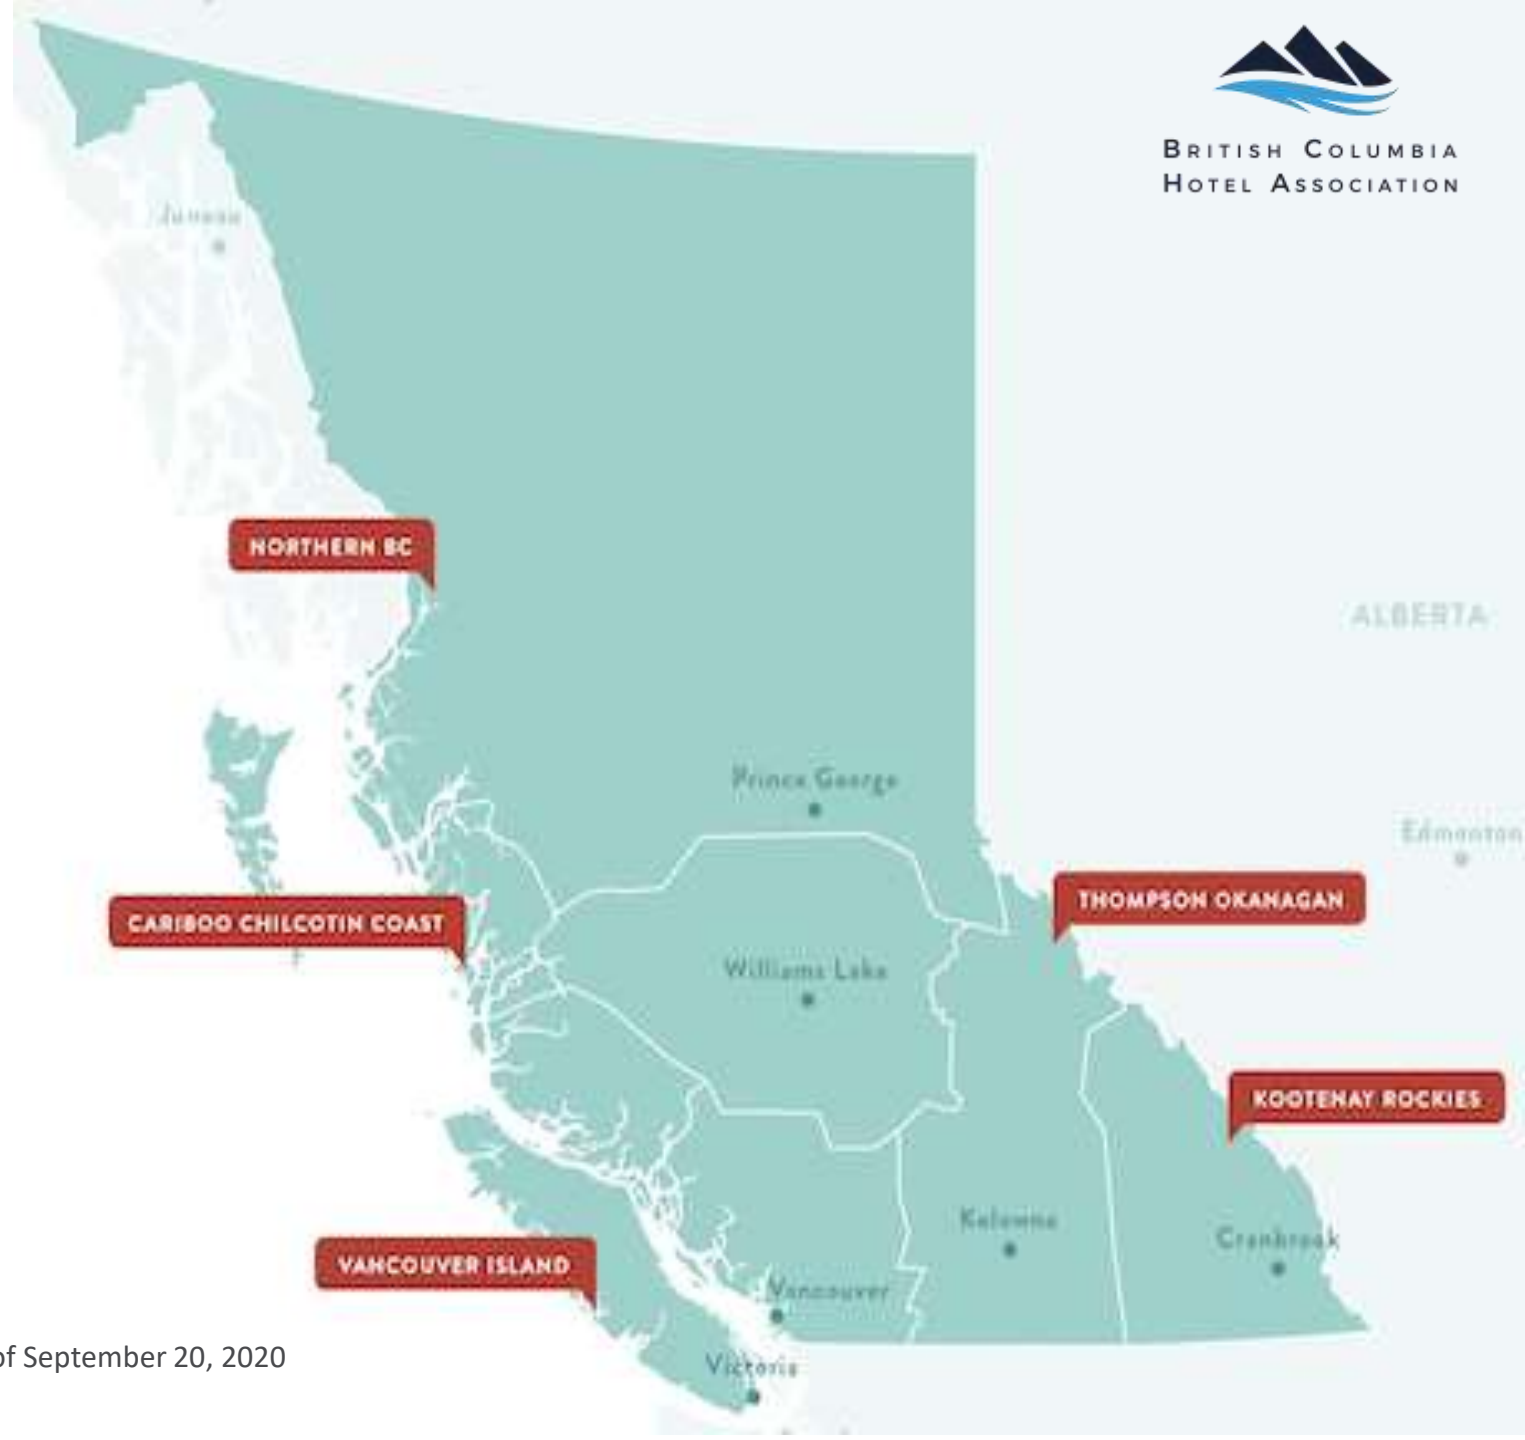 BRITISH COLUMBIA
HOTEL ASSOCIATION
Juneau
NORTHERN BC
ALBERTA
Prince George
Edmonton
THOMPSON OKANAGAN
CARIBOO CHILCOTIN COAST
Williams Lake
KOOTENAY ROCKIES
Kelowna
Cranbrook
VANCOUVER ISLAND
Vancouver
of September 20, 2020
Victoria